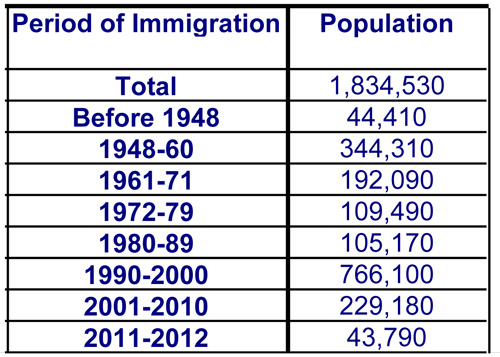 Period of Immigration Population
Total 1,834,530
Before 1948 44,410
1948-60 344,310
1961-71 192,090
1972-79 109,490
1980-89 105,170
1990-2000 766,100
2001-2010 229,180
2011-2012 43,790